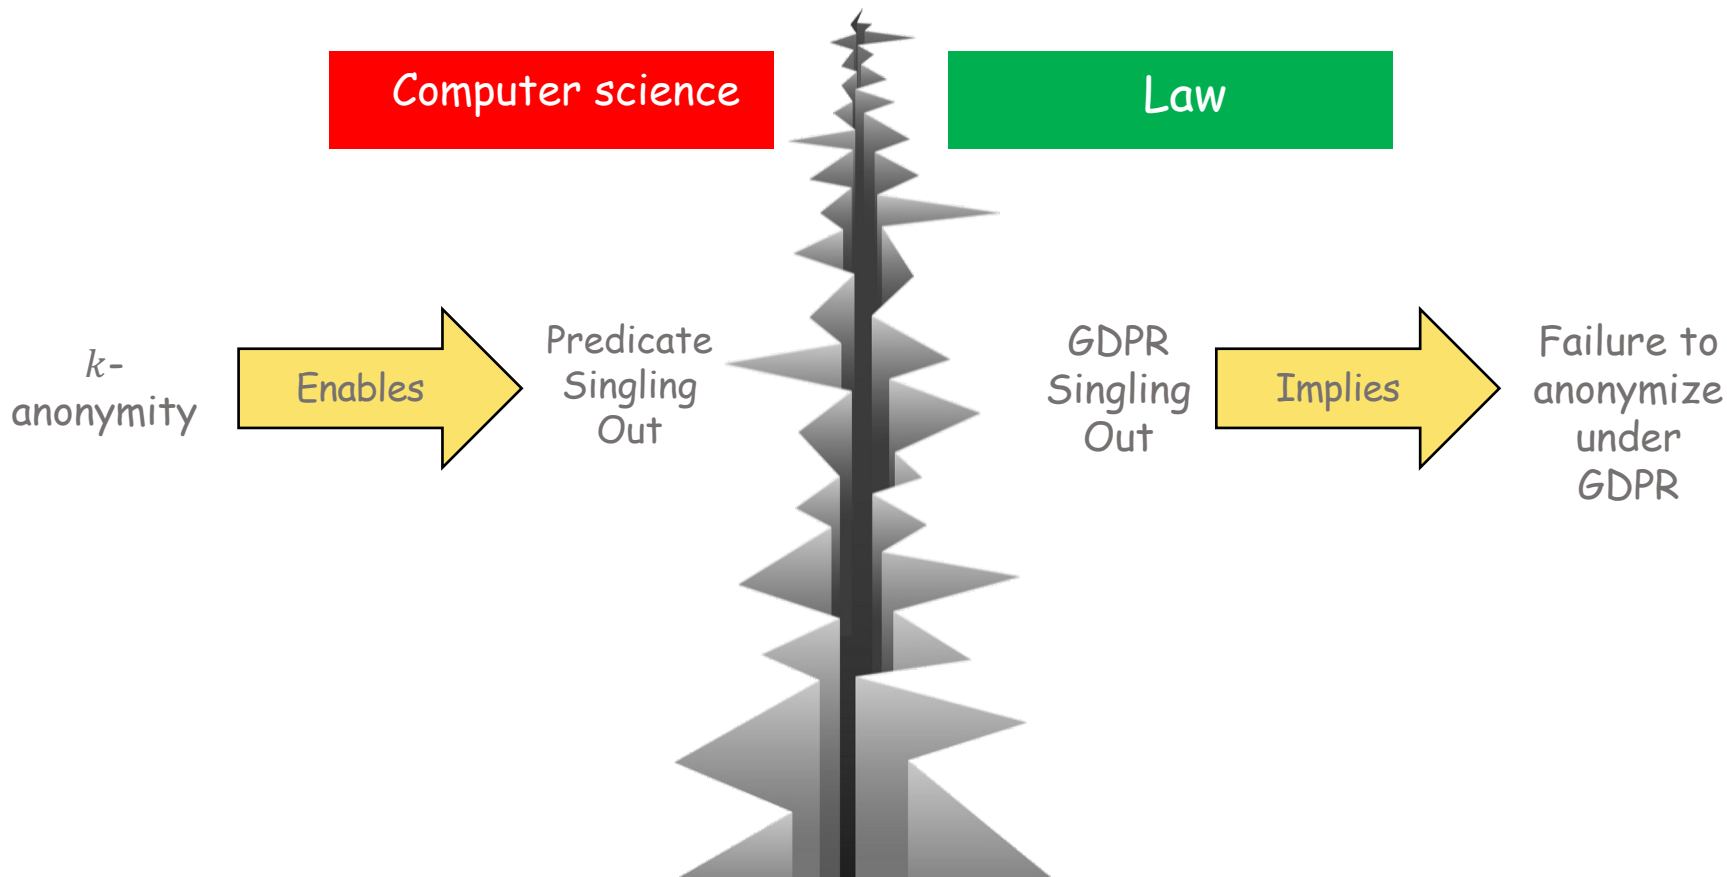 Computer science
Law
k-
anonymity
Enables
Predicate
Singling
Out
GDPR
Singling
Out
Implies
Failure to
anonymize
under
GDPR